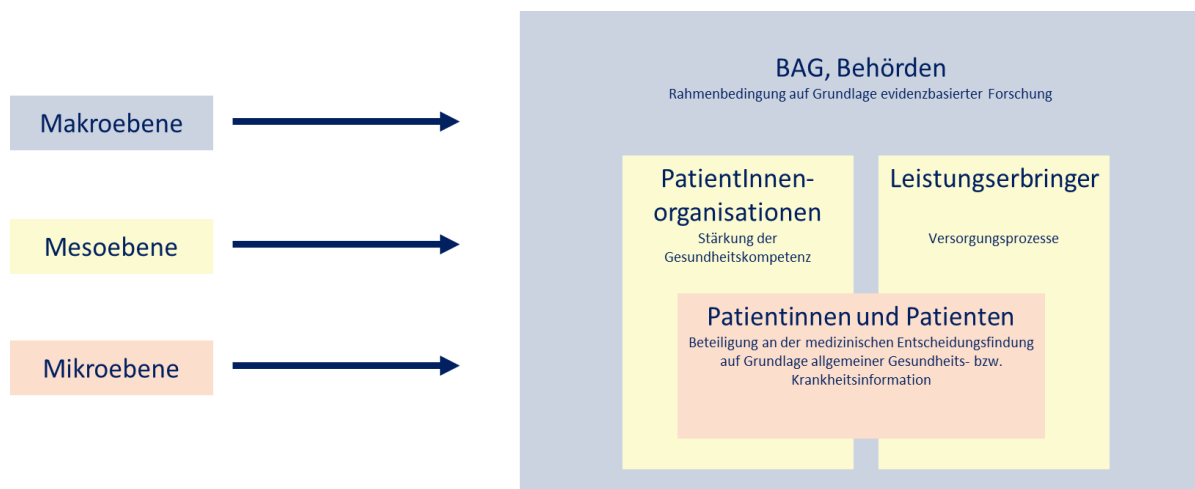 Makroebene
Mesoebene
Mikroebene
BAG, Behörden
Rahmenbedingung auf Grundlage evidenzbasierter Forschung
PatientInnen-
organisationen
Stärkung der
Gesundheitskompetenz
Leistungserbringer
Versorgungsprozesse
Patientinnen und Patienten
Beteiligung an der medizinischen Entscheidungsfindung
auf Grundlage allgemeiner Gesundheits- bzw.
Krankheitsinformation